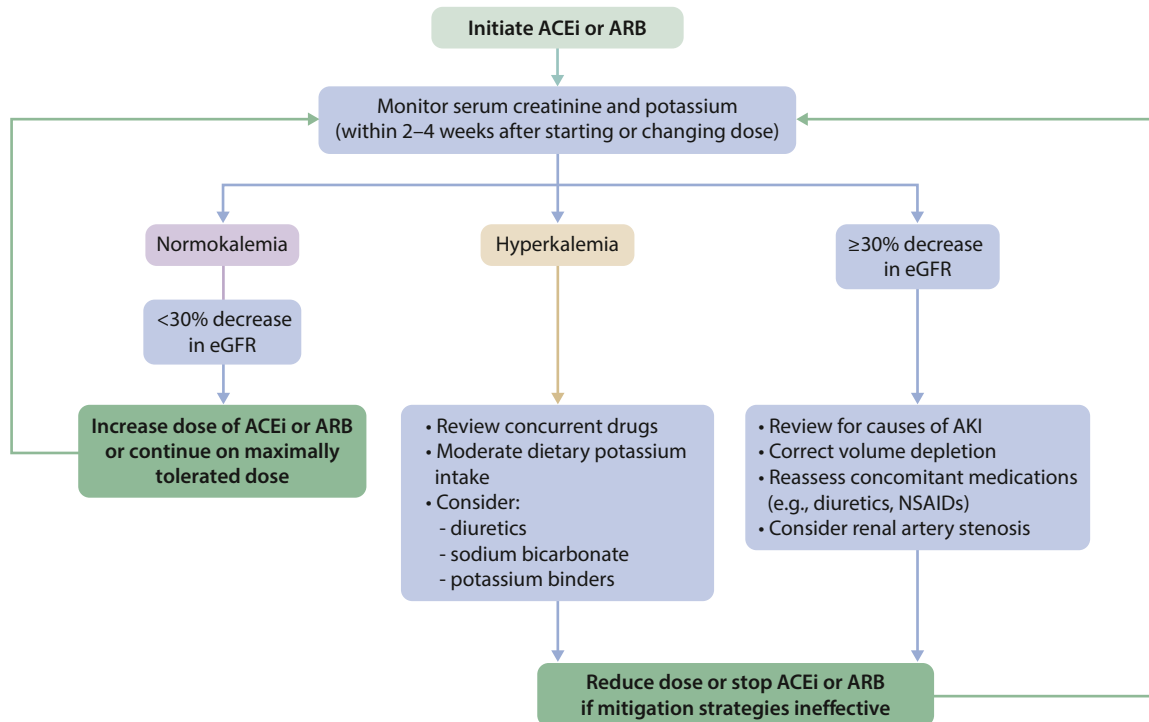 Initiate ACEi or ARB
Monitor serum creatinine and potassium
(within 2–4 weeks after starting or changing dose)
Normokalemia
<30% decrease
in eGFR
Increase dose of ACEi or ARB
or continue on maximally
tolerated dose
Hyperkalemia
• Review concurrent drugs
• Moderate dietary potassium
intake
• Consider:
- diuretics
- sodium bicarbonate
- potassium binders
≥30% decrease
in eGFR
• Review for causes of AKI
• Correct volume depletion
• Reassess concomitant medications
(e.g., diuretics, NSAIDs)
• Consider renal artery stenosis
Reduce dose or stop ACEi or ARB
if mitigation strategies ineffective